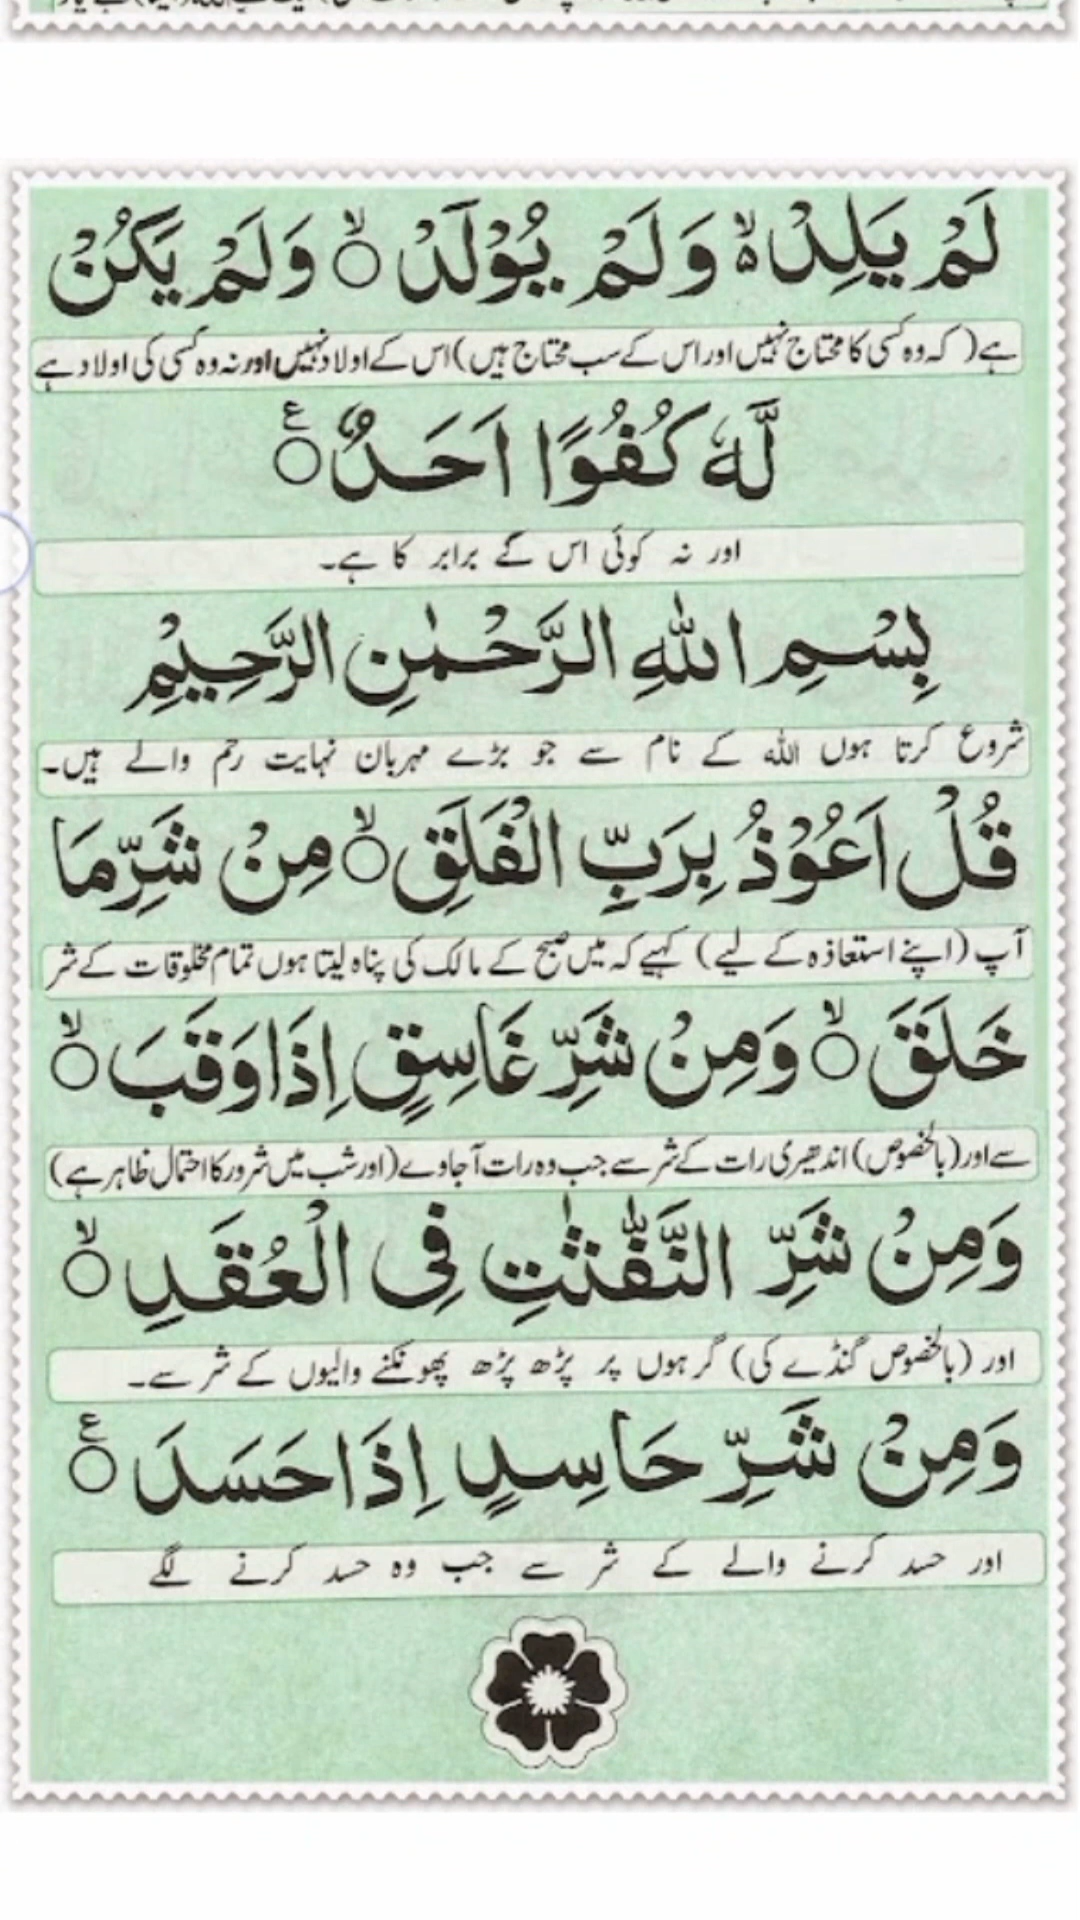 لَمْ يَلِدْ ۙ۵ وَلَمْ يُوْلَدْ ۙ○ وَلَمْ يَكُنْ
ہے( کہ وہ کسی کا محتاج نہیں اور اس کے سب محتاج ہیں) اس کے اولاد نہیں اور نہ وہ کسی کی اولاد ہے
لَّهٗ كُفُوًا اَحَدٌ ○ع
اور نہ کوئی اس کے برابر کا ہے۔
بِسْمِ اللّٰهِ الرَّحْمٰنِ الرَّحِيْمِ
شروع کرتا ہوں اللہ کے نام سے جو بڑے مہربان نہایت رحم والے ہیں۔
قُلْ اَعُوْذُ بِرَبِّ الْفَلَقِ ۙ○ مِنْ شَرِّ مَا
آپ (اپنے استعاذہ کے لیے) کہیے کہ میں صبح کے مالک کی پناہ لیتا ہوں تمام مخلوقات کے شر
خَلَقَ ۙ○ وَمِنْ شَرِّ غَاسِقٍ اِذَا وَقَبَ ۙ○
سے اور (بالخصوص) اندھیری رات کے شر سے جب وہ رات آ جاوے (اور شب میں شرور کا احتمال ظاہر ہے)
وَمِنْ شَرِّ النَّفّٰثٰتِ فِى الْعُقَدِ ۙ○
اور (بالخصوص گنڈے کی) گرہوں پر پڑھ پڑھ پھونکنے والیوں کے شر سے۔
وَمِنْ شَرِّ حَاسِدٍ اِذَا حَسَدَ ○ع
اور حسد کرنے والے کے شر سے جب وہ حسد کرنے لگے